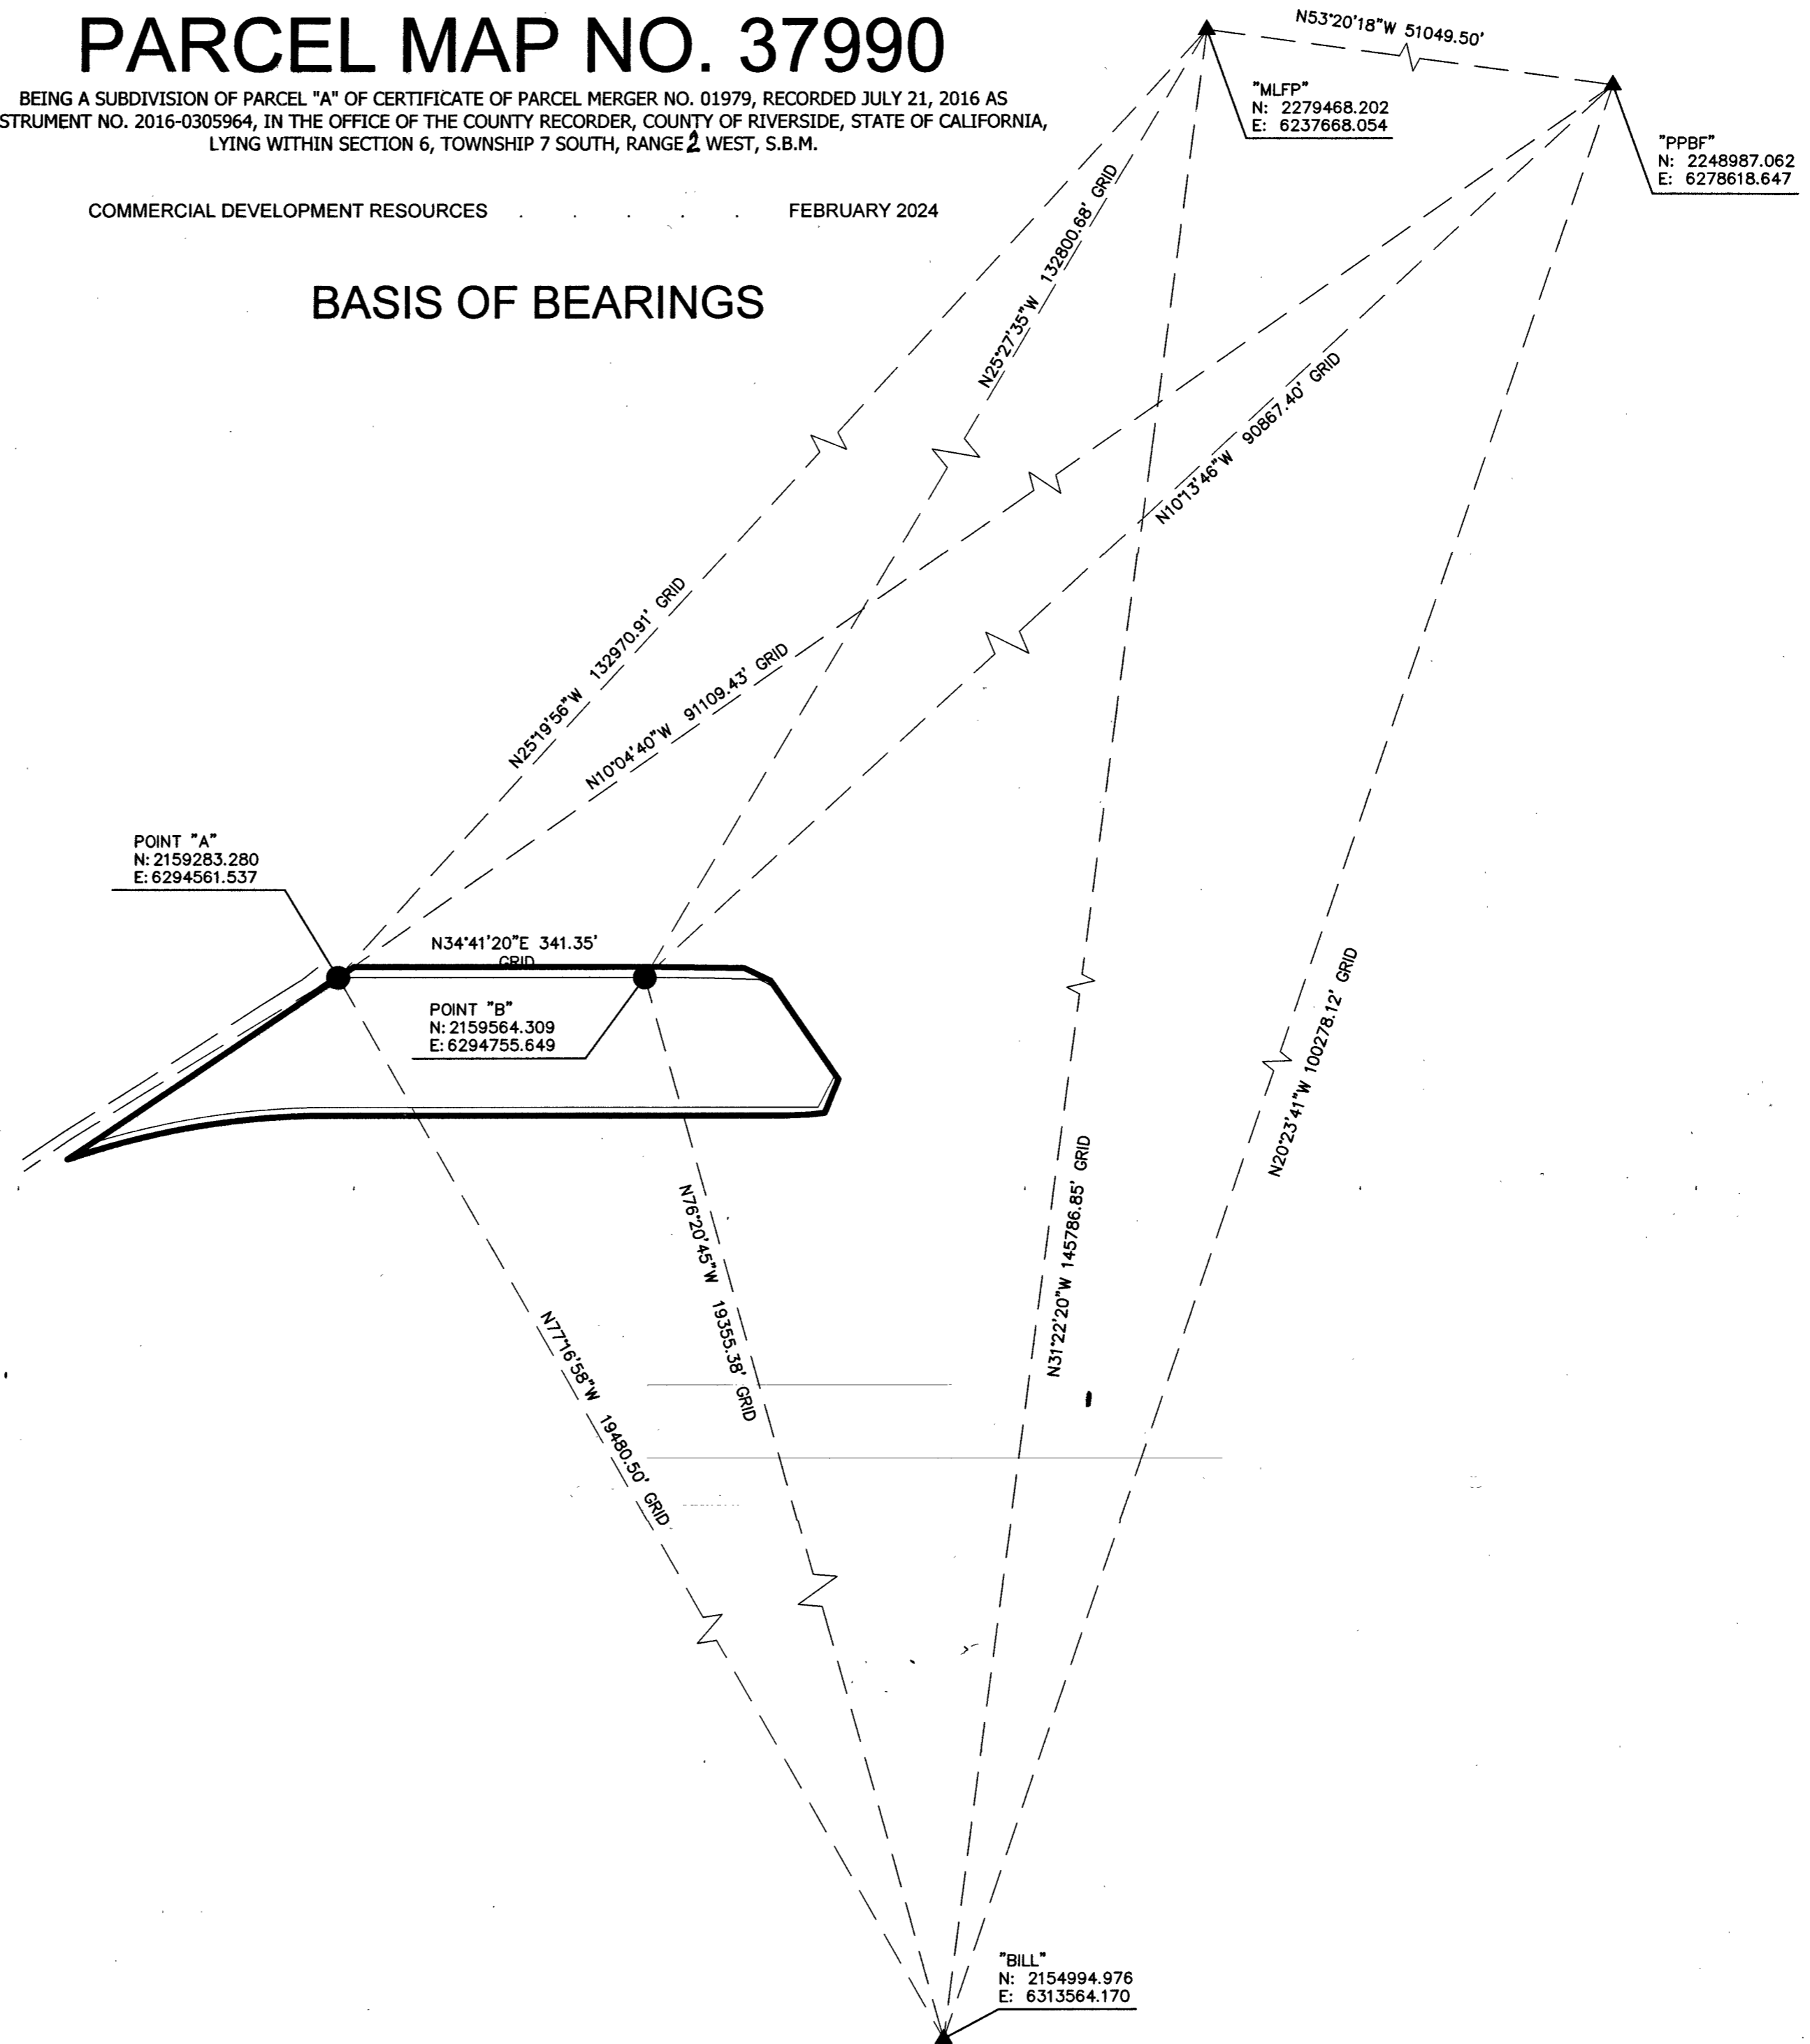 PARCEL MAP NO. 37990
BEING A SUBDIVISION OF PARCEL "A" OF CERTIFICATE OF PARCEL MERGER NO. 01979, RECORDED JULY 21, 2016 AS
STRUMENT NO. 2016-0305964, IN THE OFFICE OF THE COUNTY RECORDER, COUNTY OF RIVERSIDE, STATE OF CALIFORNIA,
LYING WITHIN SECTION 6, TOWNSHIP 7 SOUTH, RANGE 2 WEST, S.B.M.
COMMERCIAL DEVELOPMENT RESOURCES . . . . . FEBRUARY 2024
BASIS OF BEARINGS
N53°20'18"W 51049.50'
"MLFP"
N: 2279468.202
E: 6237668.054
"PPBF"
N: 2248987.062
E: 6278618.647
N25°27'35"W 132800.68' GRID
N10°13'46"W 90867.40' GRID
N25°19'56"W 132970.91' GRID
N10°04'40"W 91109.43' GRID
POINT "A"
N: 2159283.280
E: 6294561.537
N34°41'20"E 341.35'
GRID
POINT "B"
N: 2159564.309
E: 6294755.649
N20°23'41"W 100278.12' GRID
N31°22'20"W 145786.85' GRID
N76°20'45"W 19355.38' GRID
N77°16'58"W 19480.50' GRID
"BILL"
N: 2154994.976
E: 6313564.170